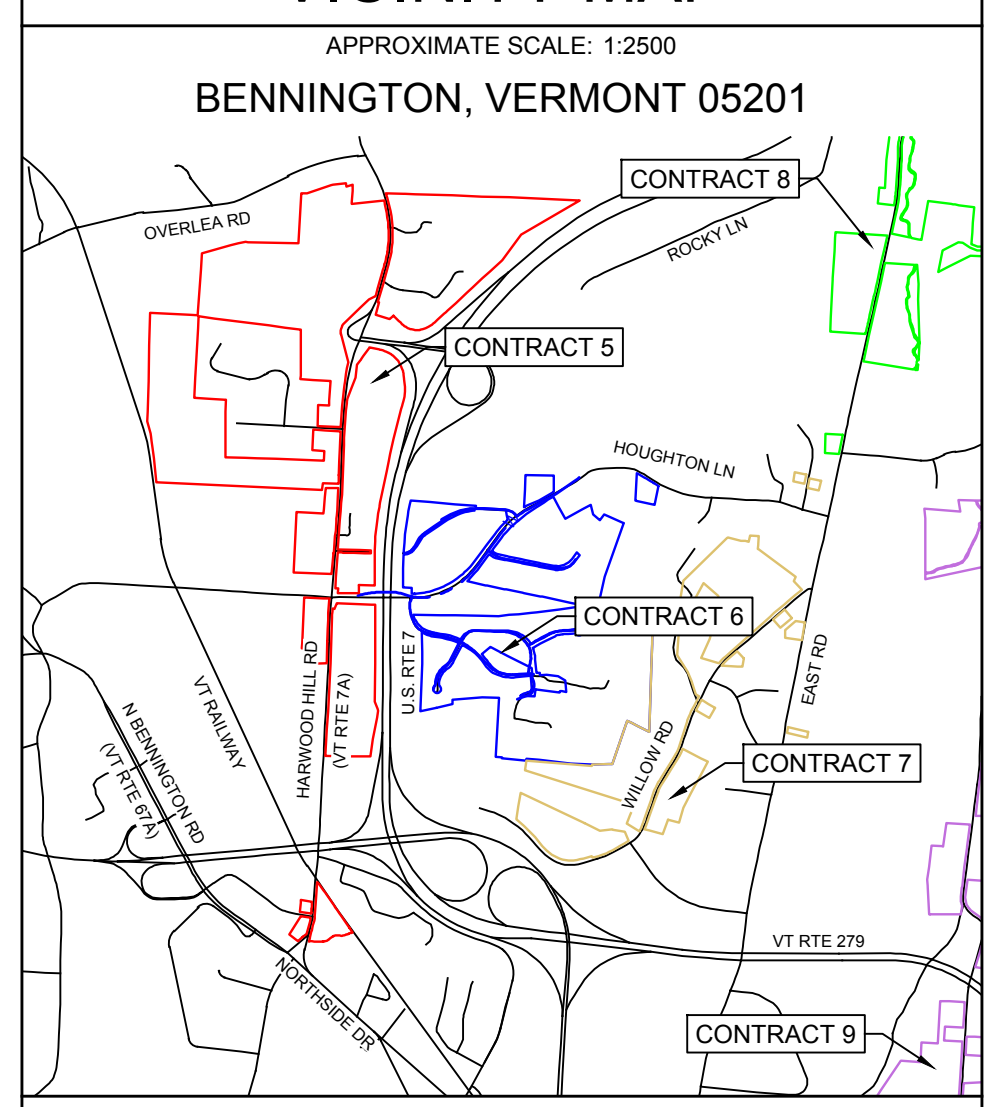 VICINITY MAP
APPROXIMATE SCALE: 1:2500
BENNINGTON, VERMONT 05201
CONTRACT 8
OVERLEA RD
ROCKY LN
CONTRACT 5
HOUGHTON LN
CONTRACT 6
U.S. RTE 7
EAST RD
HARWOOD HILL RD
(VT RTE 7A)
VT RAILWAY
N BENNINGTON RD
(VT RTE 67A)
WILLOW RD
CONTRACT 7
VT RTE 279
NORTHSIDE DR
CONTRACT 9